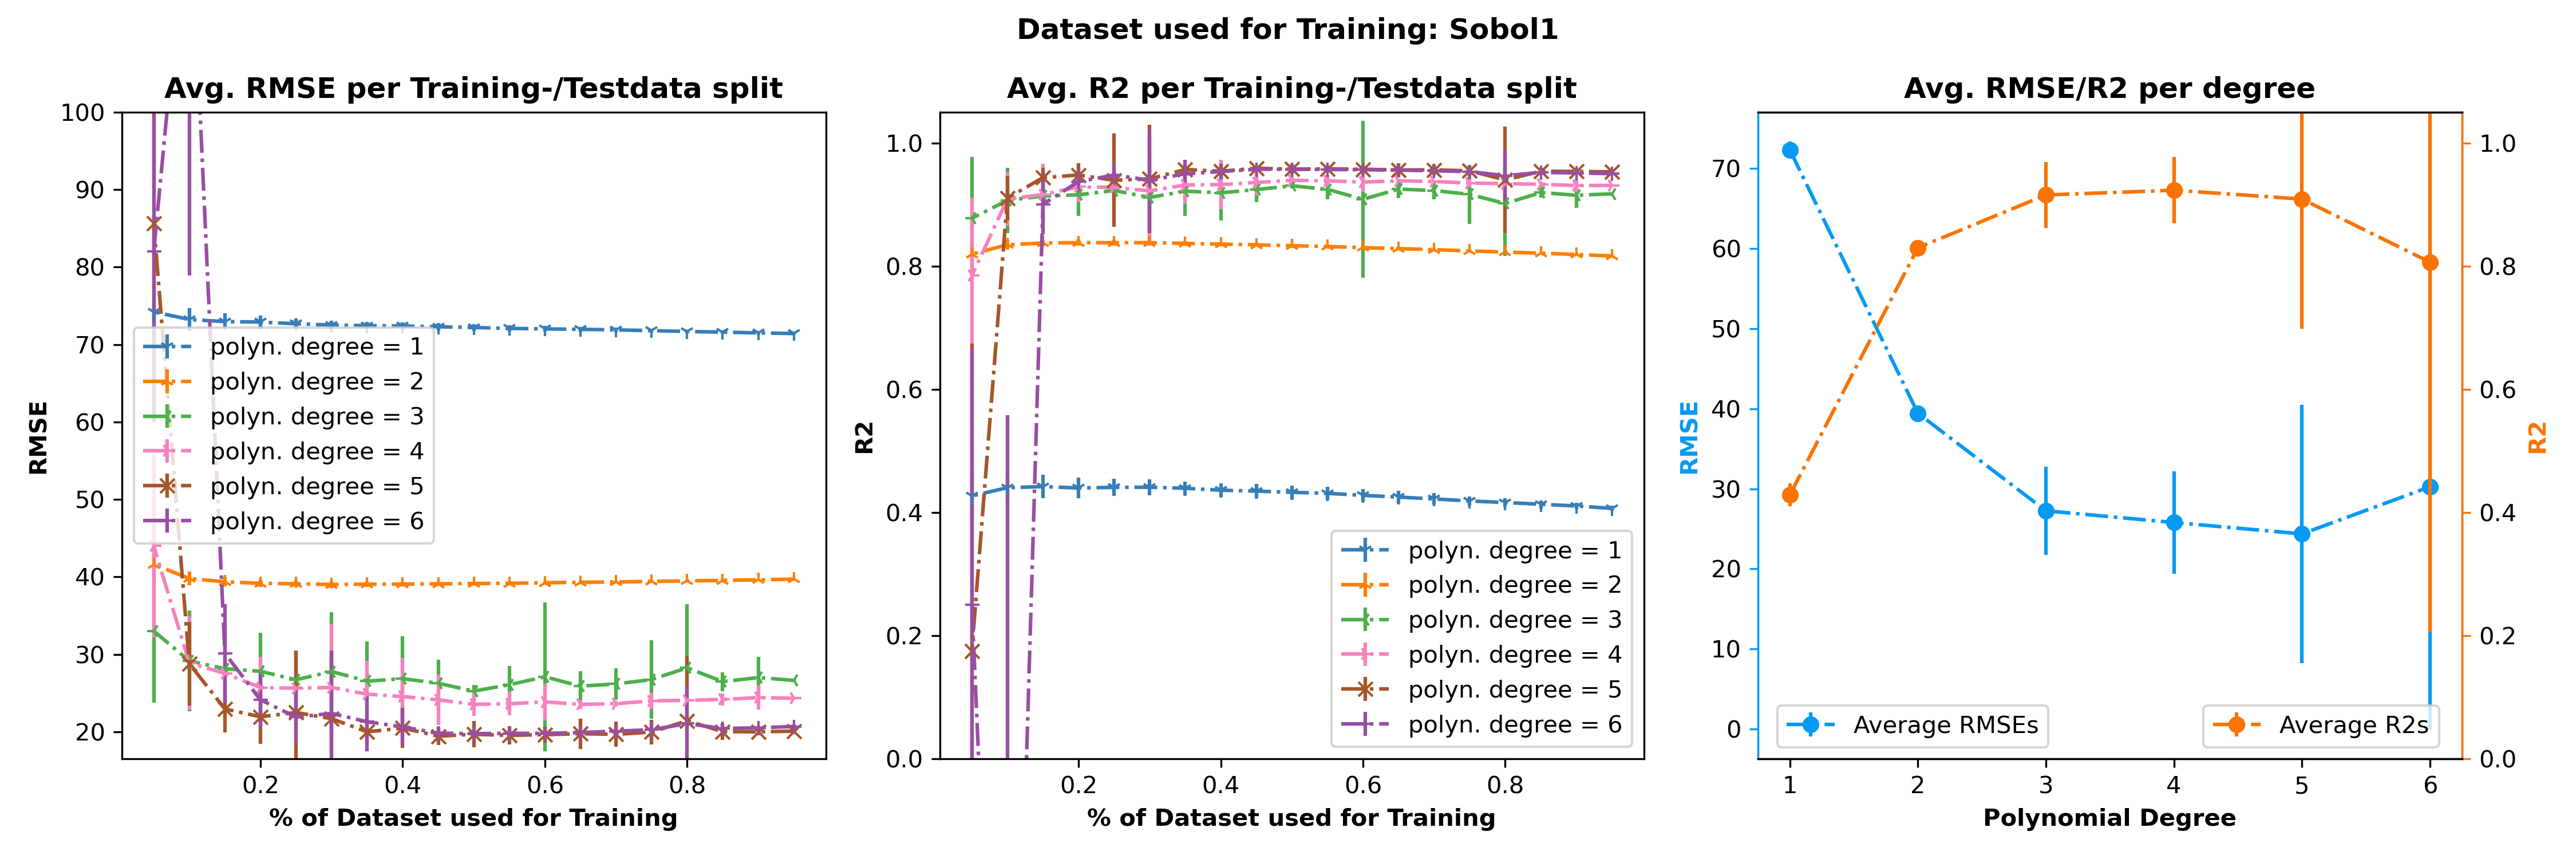 Dataset used for Training: Sobol1
Avg. RMSE per Training-/Testdata split
RMSE
100
90
80
70
60
50
40
30
20
0.2 0.4 0.6 0.8
% of Dataset used for Training
polyn. degree = 1
polyn. degree = 2
polyn. degree = 3
polyn. degree = 4
polyn. degree = 5
polyn. degree = 6
Avg. R2 per Training-/Testdata split
R2
1.0
0.8
0.6
0.4
0.2
0.0
0.2 0.4 0.6 0.8
% of Dataset used for Training
polyn. degree = 1
polyn. degree = 2
polyn. degree = 3
polyn. degree = 4
polyn. degree = 5
polyn. degree = 6
Avg. RMSE/R2 per degree
RMSE
70
60
50
40
30
20
10
0
1 2 3 4 5 6
Polynomial Degree
Average RMSEs
Average R2s
1.0
0.8
0.6
0.4
0.2
0.0
R2